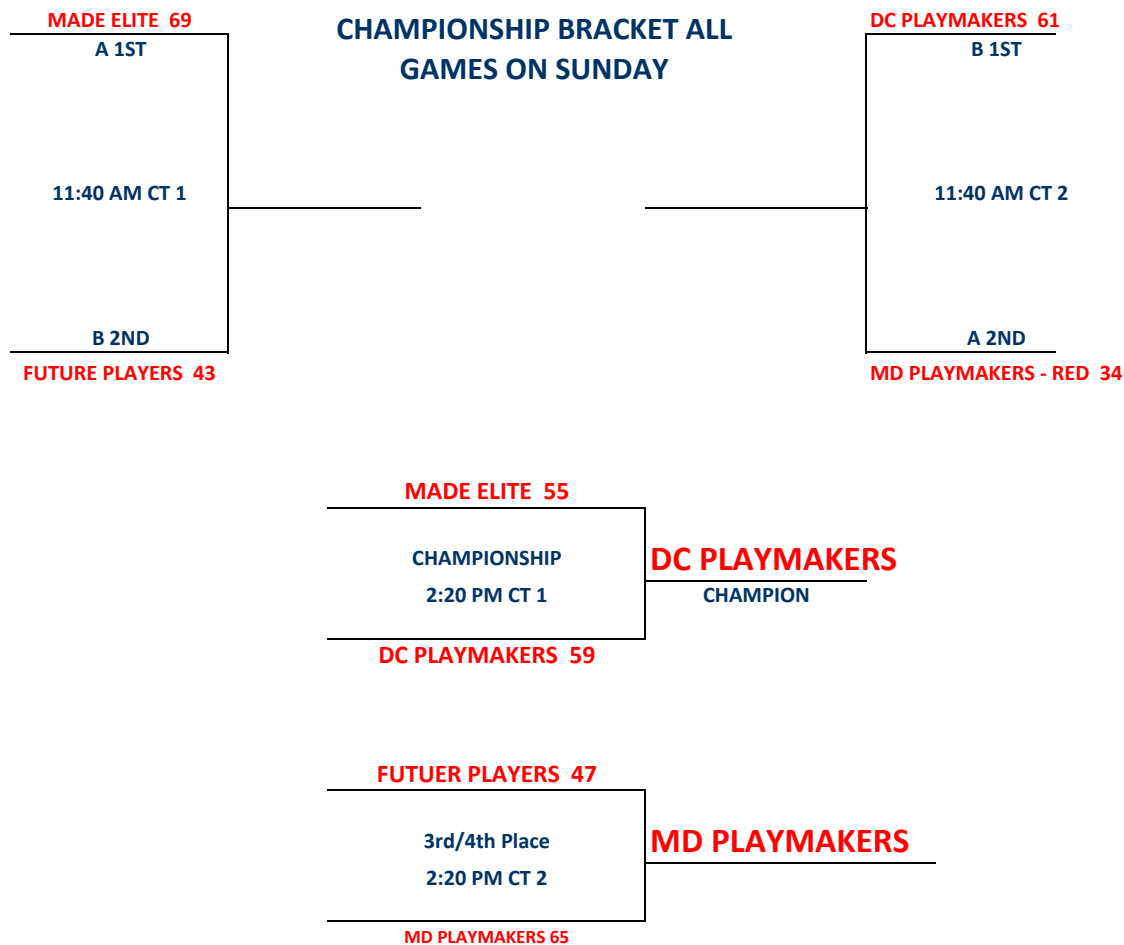 MADE ELITE 69
A 1ST
11:40 AM CT 1
B 2ND
FUTURE PLAYERS 43
CHAMPIONSHIP BRACKET ALL
GAMES ON SUNDAY
DC PLAYMAKERS 61
B 1ST
11:40 AM CT 2
A 2ND
MD PLAYMAKERS - RED 34
MADE ELITE 55
CHAMPIONSHIP
2:20 PM CT 1
DC PLAYMAKERS 59
DC PLAYMAKERS
CHAMPION
FUTUER PLAYERS 47
3rd/4th Place
2:20 PM CT 2
MD PLAYMAKERS 65
MD PLAYMAKERS